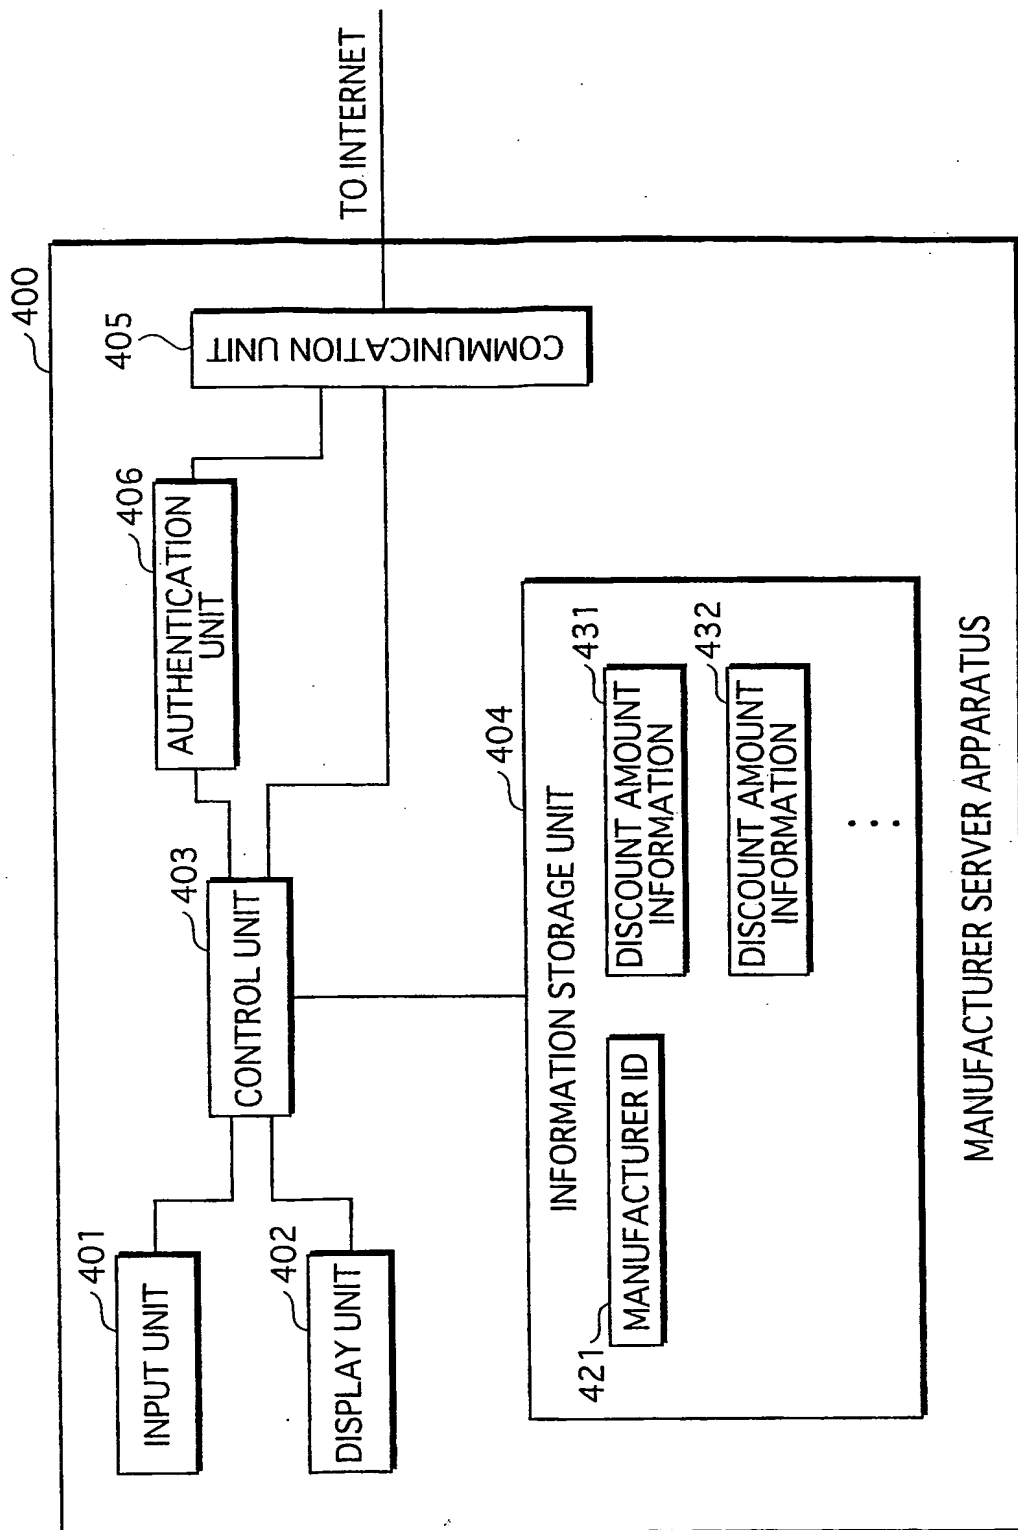 400
TO INTERNET
405
COMMUNICATION UNIT
406
AUTHENTICATION
UNIT
403
CONTROL UNIT
401
INPUT UNIT
402
DISPLAY UNIT
404
INFORMATION STORAGE UNIT
421
MANUFACTURER ID
431
DISCOUNT AMOUNT
INFORMATION
432
DISCOUNT AMOUNT
INFORMATION
...
MANUFACTURER SERVER APPARATUS